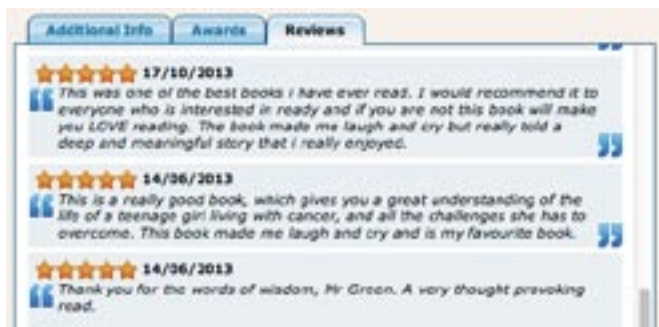 Additional Info
Awards
Reviews
17/10/2013
This was one of the best books i have ever read. I would recommend it to
everyone who is interested in ready and if you are not this book will make
you LOVE reading. The book made me laugh and cry but really told a
deep and meaningful story that i really enjoyed.
14/06/2013
This is a really good book, which gives you a great understanding of the
life of a teenage girl living with cancer, and all the challenges she has to
overcome. This book made me laugh and cry and is my favourite book.
14/06/2013
Thank you for the words of wisdom, Mr Green. A very thought provoking
read.